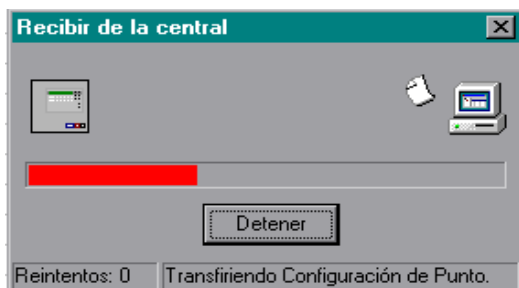 Recibir de la central
Detener
Reintentos: 0 Transfiriendo Configuración de Punto.